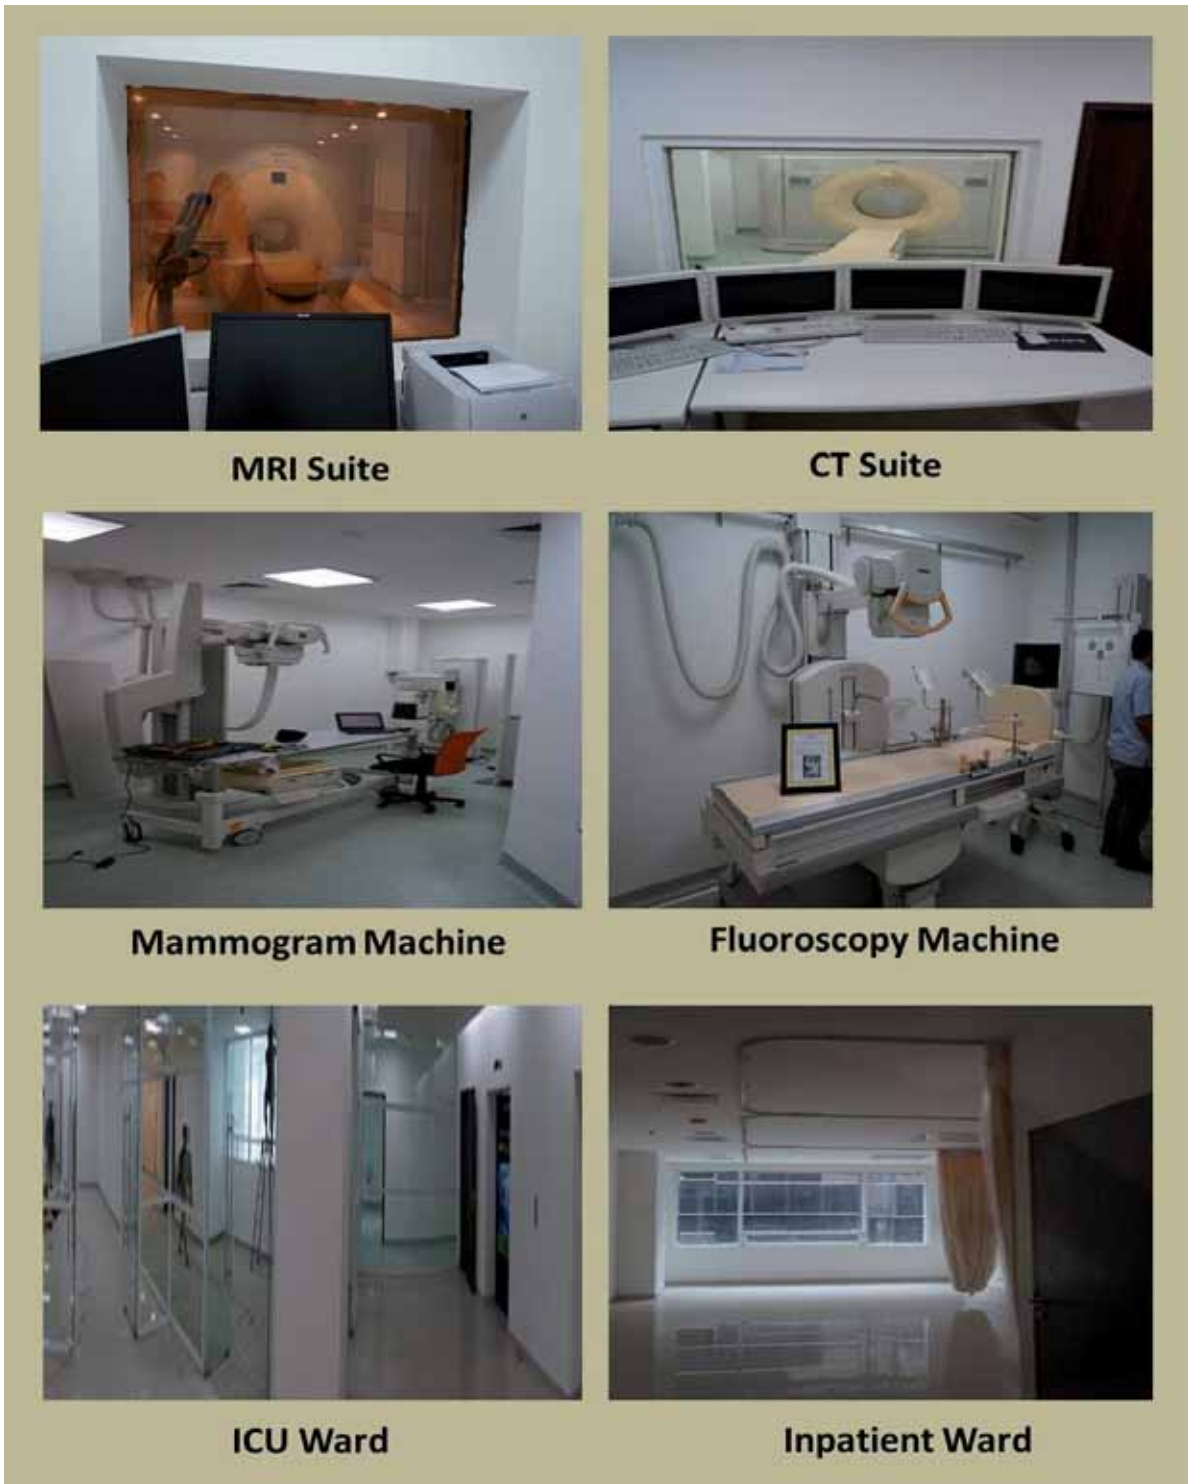 MRI Suite
CT Suite
Mammogram Machine
Fluoroscopy Machine
ICU Ward
Inpatient Ward